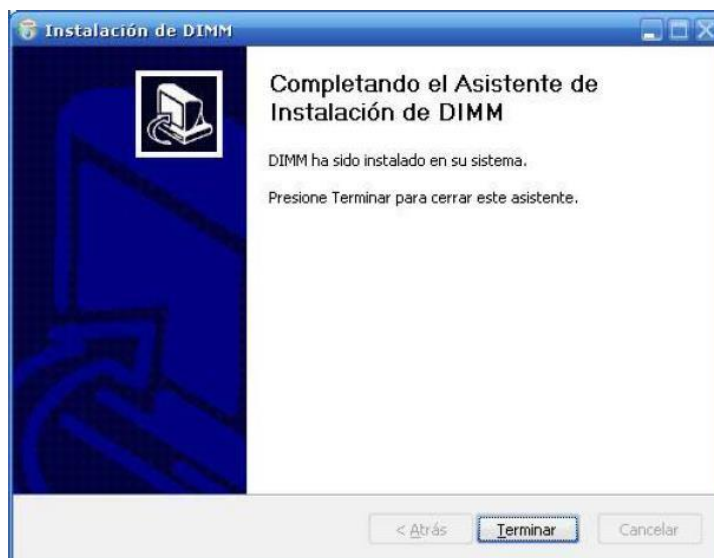 Instalación de DIMM
Completando el Asistente de
Instalación de DIMM
DIMM ha sido instalado en su sistema.
Presione Terminar para cerrar este asistente.
< Atrás
Terminar
Cancelar